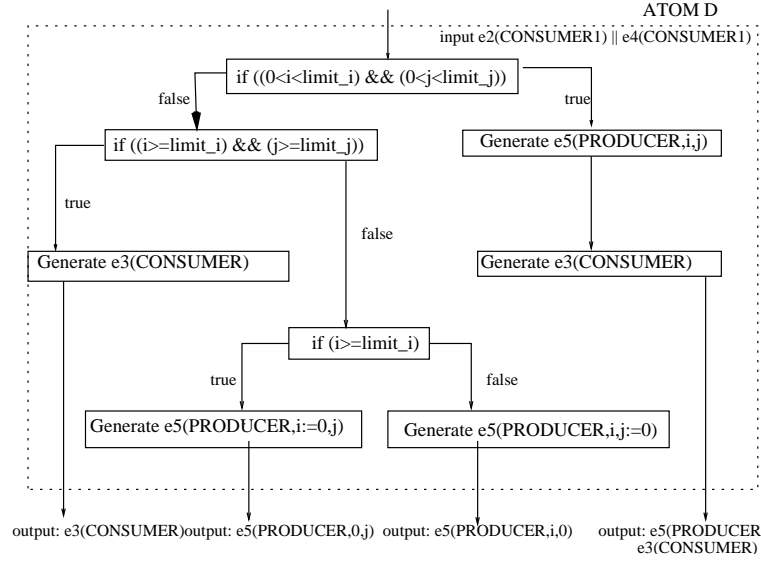 ATOM D
input e2(CONSUMER1) || e4(CONSUMER1)
if ((0<i<limit_i) && (0<j<limit_j))
false
true
if ((i>=limit_i) && (j>=limit_j))
Generate e5(PRODUCER,i,j)
true
false
Generate e3(CONSUMER)
Generate e3(CONSUMER)
if (i>=limit_i)
true
false
Generate e5(PRODUCER,i:=0,j)
Generate e5(PRODUCER,i,j:=0)
output: e3(CONSUMER)
output: e5(PRODUCER,0,j)
output: e5(PRODUCER,i,0)
output: e5(PRODUCER
e3(CONSUMER)